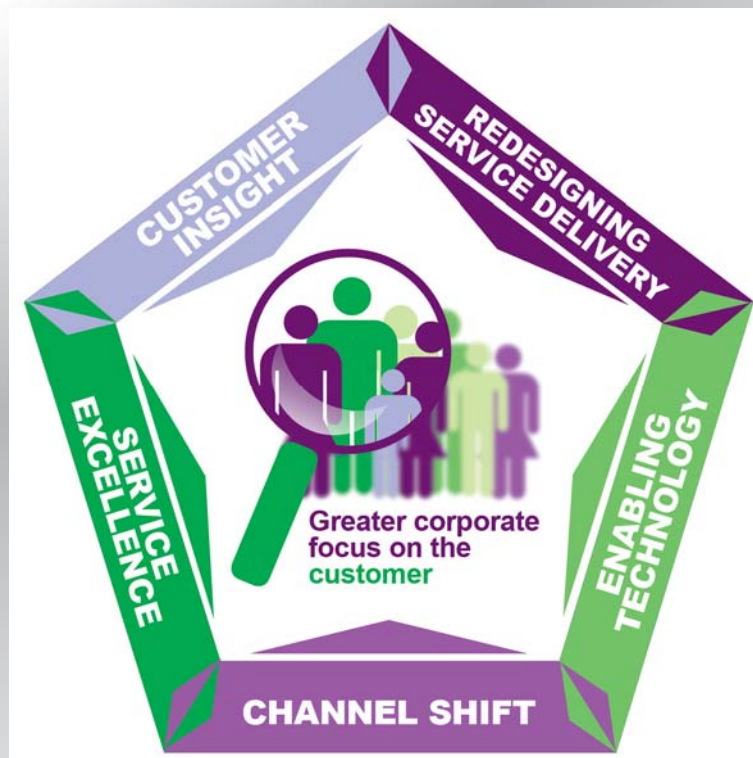 CUSTOMER
INSIGHT
REDESIGNING
SERVICE DELIVERY
SERVICE
EXCELLENCE
ENABLING
TECHNOLOGY
Greater corporate
focus on the
customer
CHANNEL SHIFT